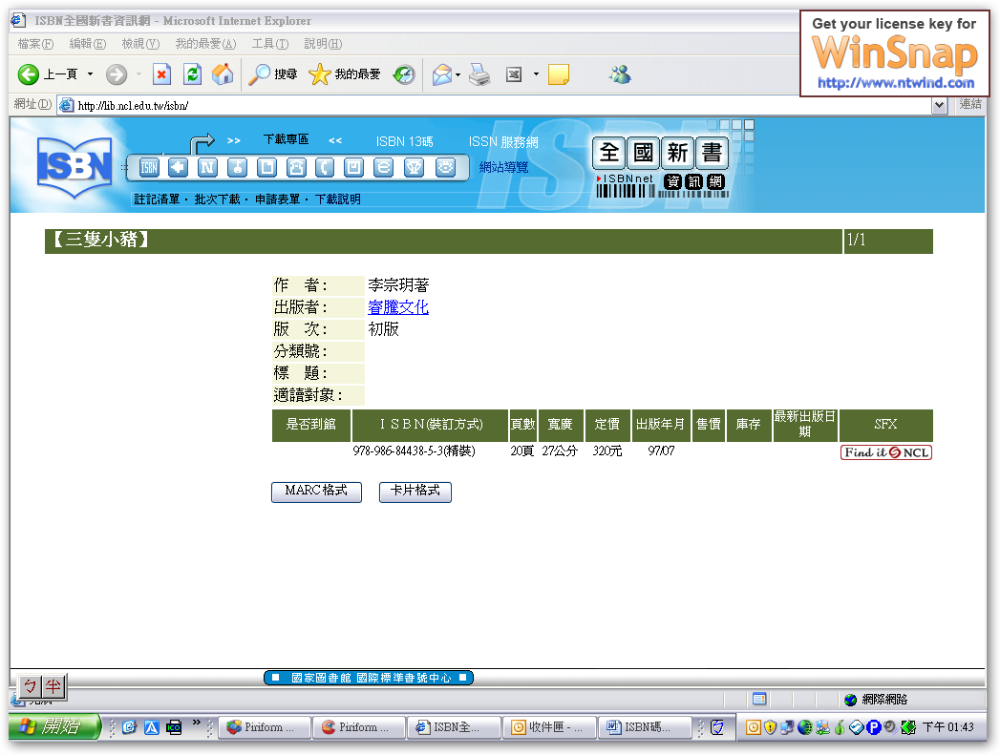 ISBN全國新書資訊網 - Microsoft Internet Explorer
Get your license key for
WinSnap
http://www.ntwind.com
檔案(F) 編輯(E) 檢視(V) 我的最愛(A) 工具(T) 說明(H)
上一頁 搜尋 我的最愛
網址(D) http://lib.ncl.edu.tw/isbn/ 連結
ISBN >> 下載專區 << ISBN 13碼 ISSN 服務網
全國新書
ISBN N 網站導覽
ISBNnet 資訊網
註記清單・批次下載・申請表單・下載說明
【三隻小豬】 1/1
作 者: 李宗玥著
出版者: 睿騰文化
版 次: 初版
分類號:
標 題:
適讀對象:
是否到館 ISBN(裝訂方式) 頁數 寬廣 定價 出版年月 售價 庫存 最新出版日期 SFX
978-986-84438-5-3(精裝) 20頁 27公分 320元 97/07 Find it NCL
MARC格式 卡片格式
國家圖書館 國際標準書號中心
ㄅ 半
網際網路
開始 Piriform ... Piriform ... ISBN全... 收件匣 - ... ISBN碼... 下午 01:43